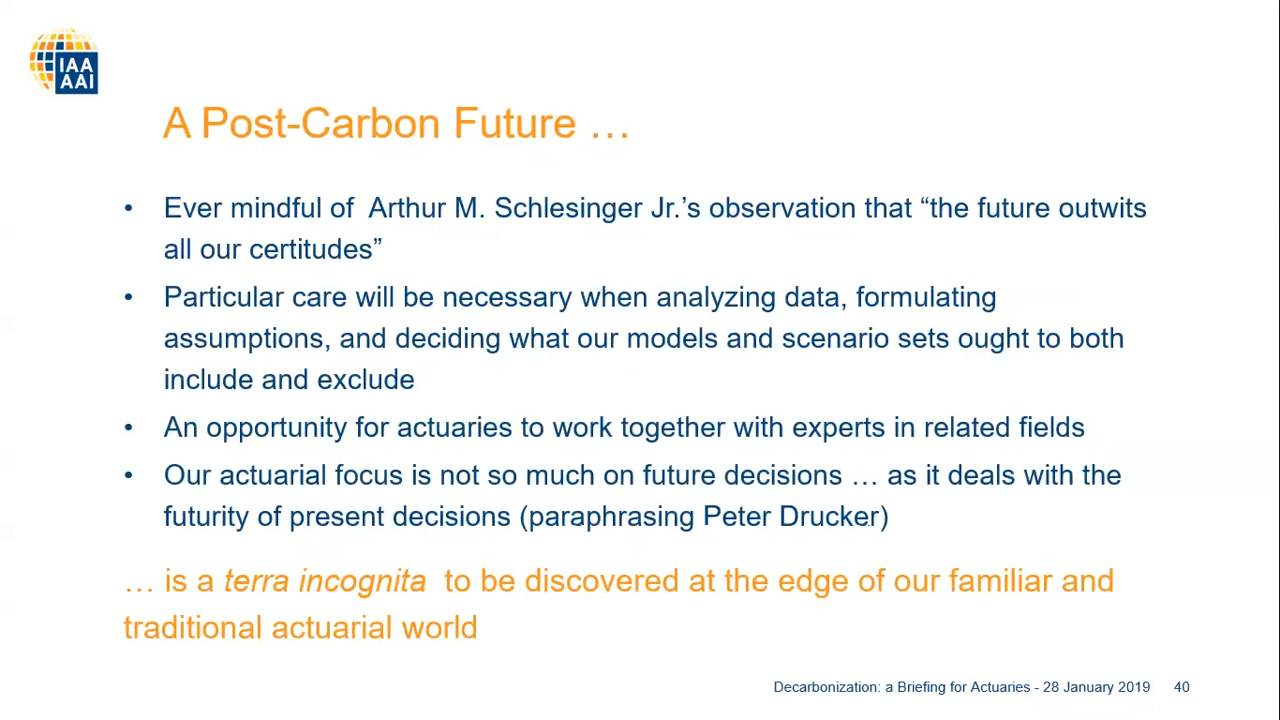 IAA
AAI
A Post-Carbon Future …
• Ever mindful of Arthur M. Schlesinger Jr.’s observation that “the future outwits
all our certitudes”
• Particular care will be necessary when analyzing data, formulating
assumptions, and deciding what our models and scenario sets ought to both
include and exclude
• An opportunity for actuaries to work together with experts in related fields
• Our actuarial focus is not so much on future decisions … as it deals with the
futurity of present decisions (paraphrasing Peter Drucker)
… is a terra incognita to be discovered at the edge of our familiar and
traditional actuarial world
Decarbonization: a Briefing for Actuaries - 28 January 2019 40